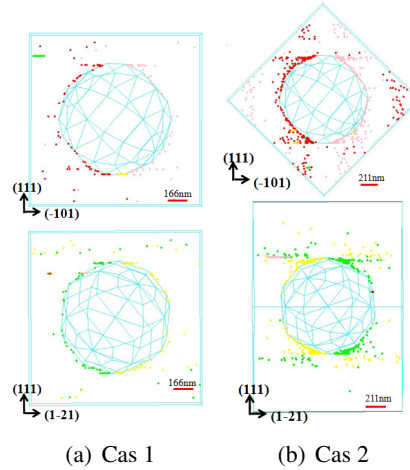 (111)
(-101)
166nm
(111)
(-101)
211nm
(111)
(1-21)
166nm
(111)
(1-21)
211nm
(a) Cas 1
(b) Cas 2